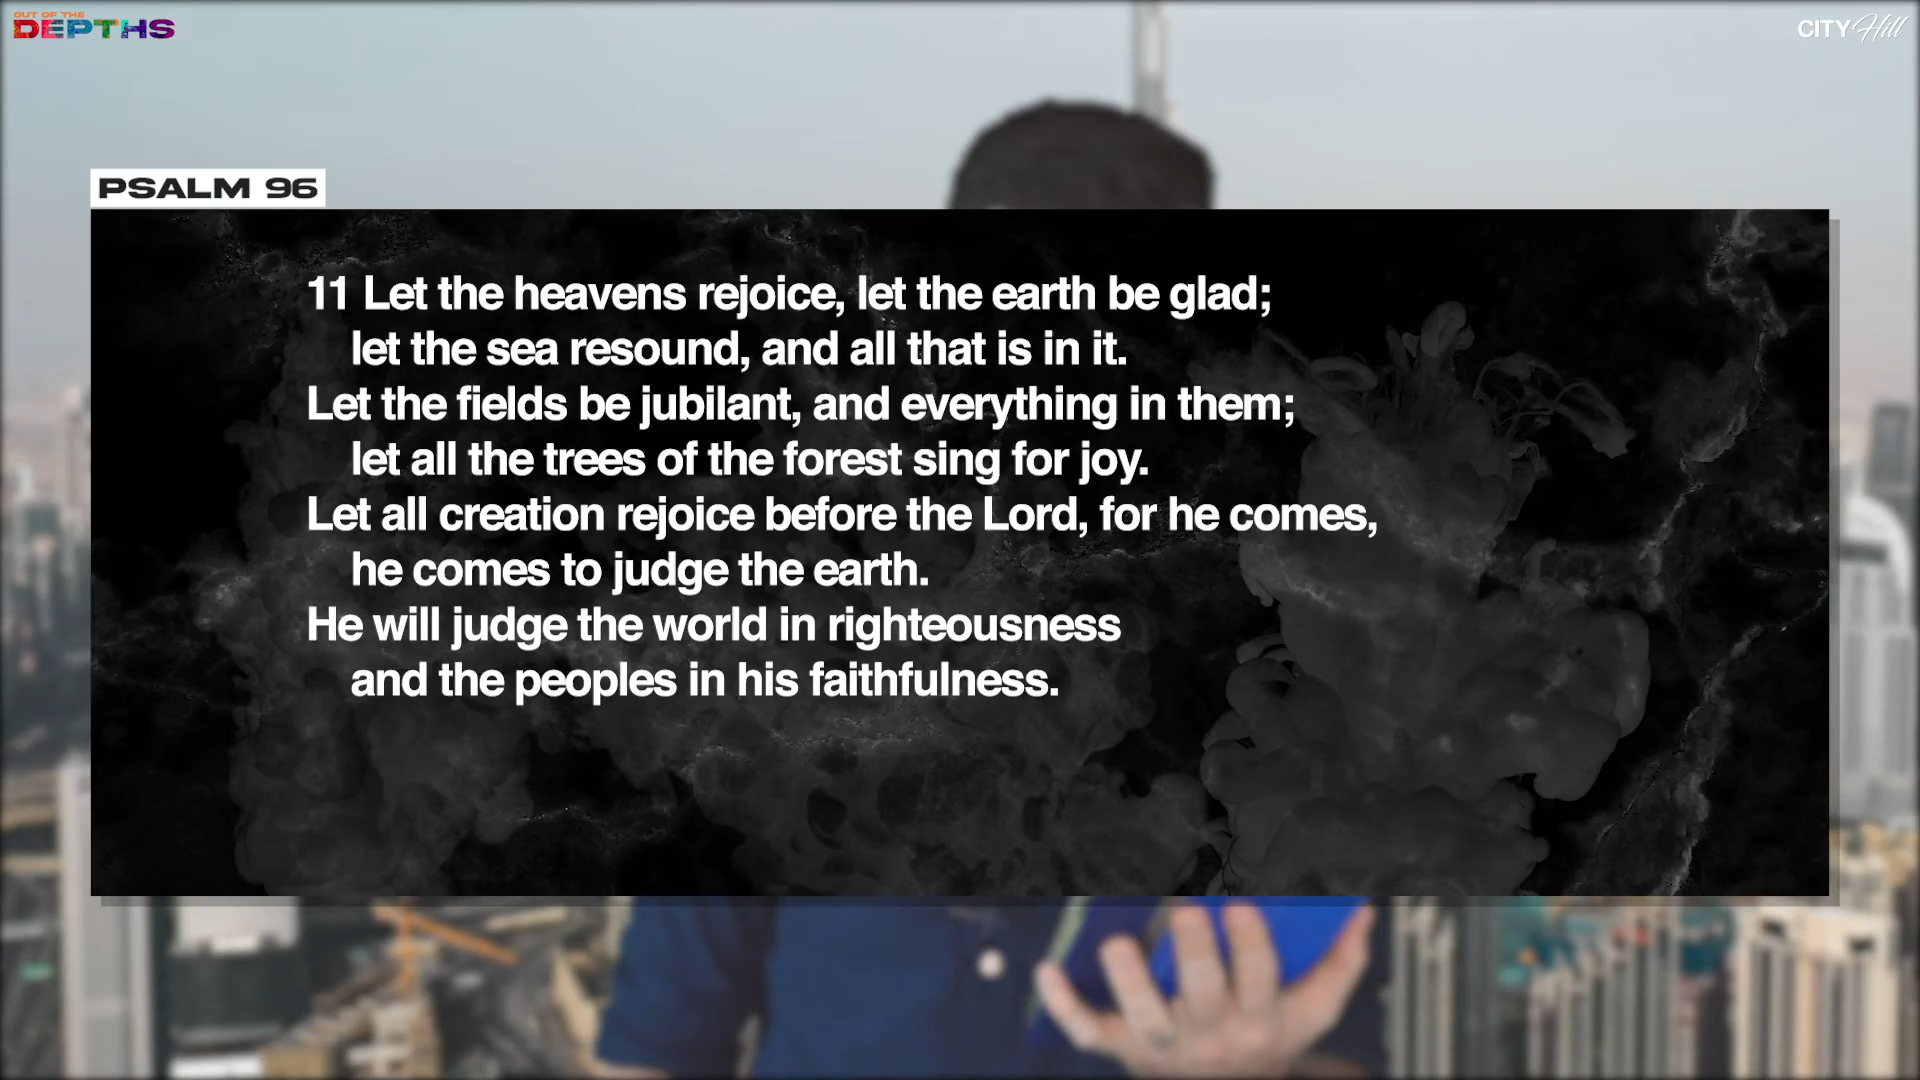 OUT OF THE
DEPTHS
CITY Hill
PSALM 96
11 Let the heavens rejoice, let the earth be glad;
let the sea resound, and all that is in it.
Let the fields be jubilant, and everything in them;
let all the trees of the forest sing for joy.
Let all creation rejoice before the Lord, for he comes,
he comes to judge the earth.
He will judge the world in righteousness
and the peoples in his faithfulness.